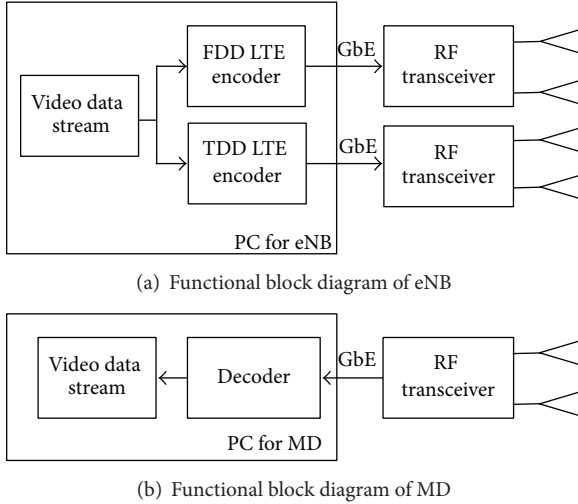 FDD LTE
encoder
GbE
RF
transceiver
Video data
stream
TDD LTE
encoder
GbE
RF
transceiver
PC for eNB
(a) Functional block diagram of eNB
Video data
stream
Decoder
GbE
RF
transceiver
PC for MD
(b) Functional block diagram of MD